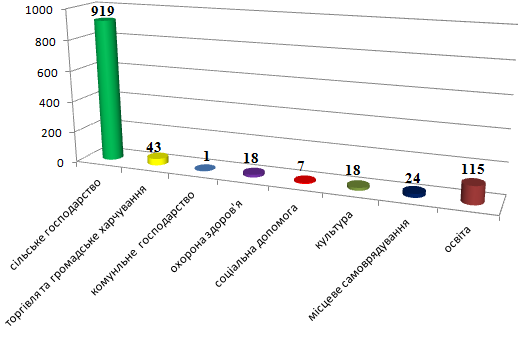 1000
800
600
400
200
0
919
43
1
18
7
18
24
115
сільське господарство
торгівля та громадське харчування
комунльне господарство
охорона здоров'я
соціальна допомога
культура
місцеве самоврядування
освіта